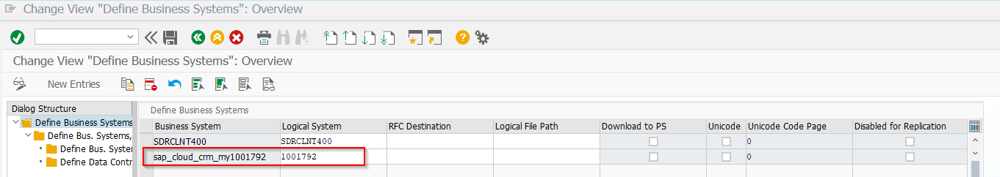 Change View "Define Business Systems": Overview
Change View "Define Business Systems": Overview
New Entries
Dialog Structure
Define Business Systems
Define Bus. Systems,
Define Bus. Syster
Define Data Contr
Define Business Systems
Business System Logical System RFC Destination Logical File Path Download to PS Unicode Unicode Code Page Disabled for Replication
SDRCLNT400 SDRCLNT400 0
sap_cloud_crm_my1001792 1001792 0